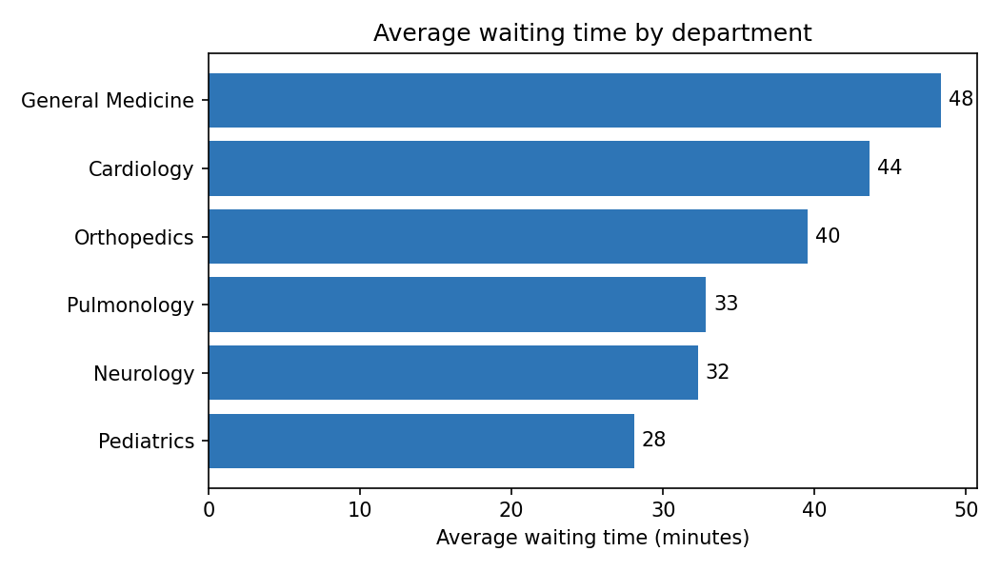 Average waiting time by department
General Medicine 48
Cardiology 44
Orthopedics 40
Pulmonology 33
Neurology 32
Pediatrics 28
0 10 20 30 40 50
Average waiting time (minutes)